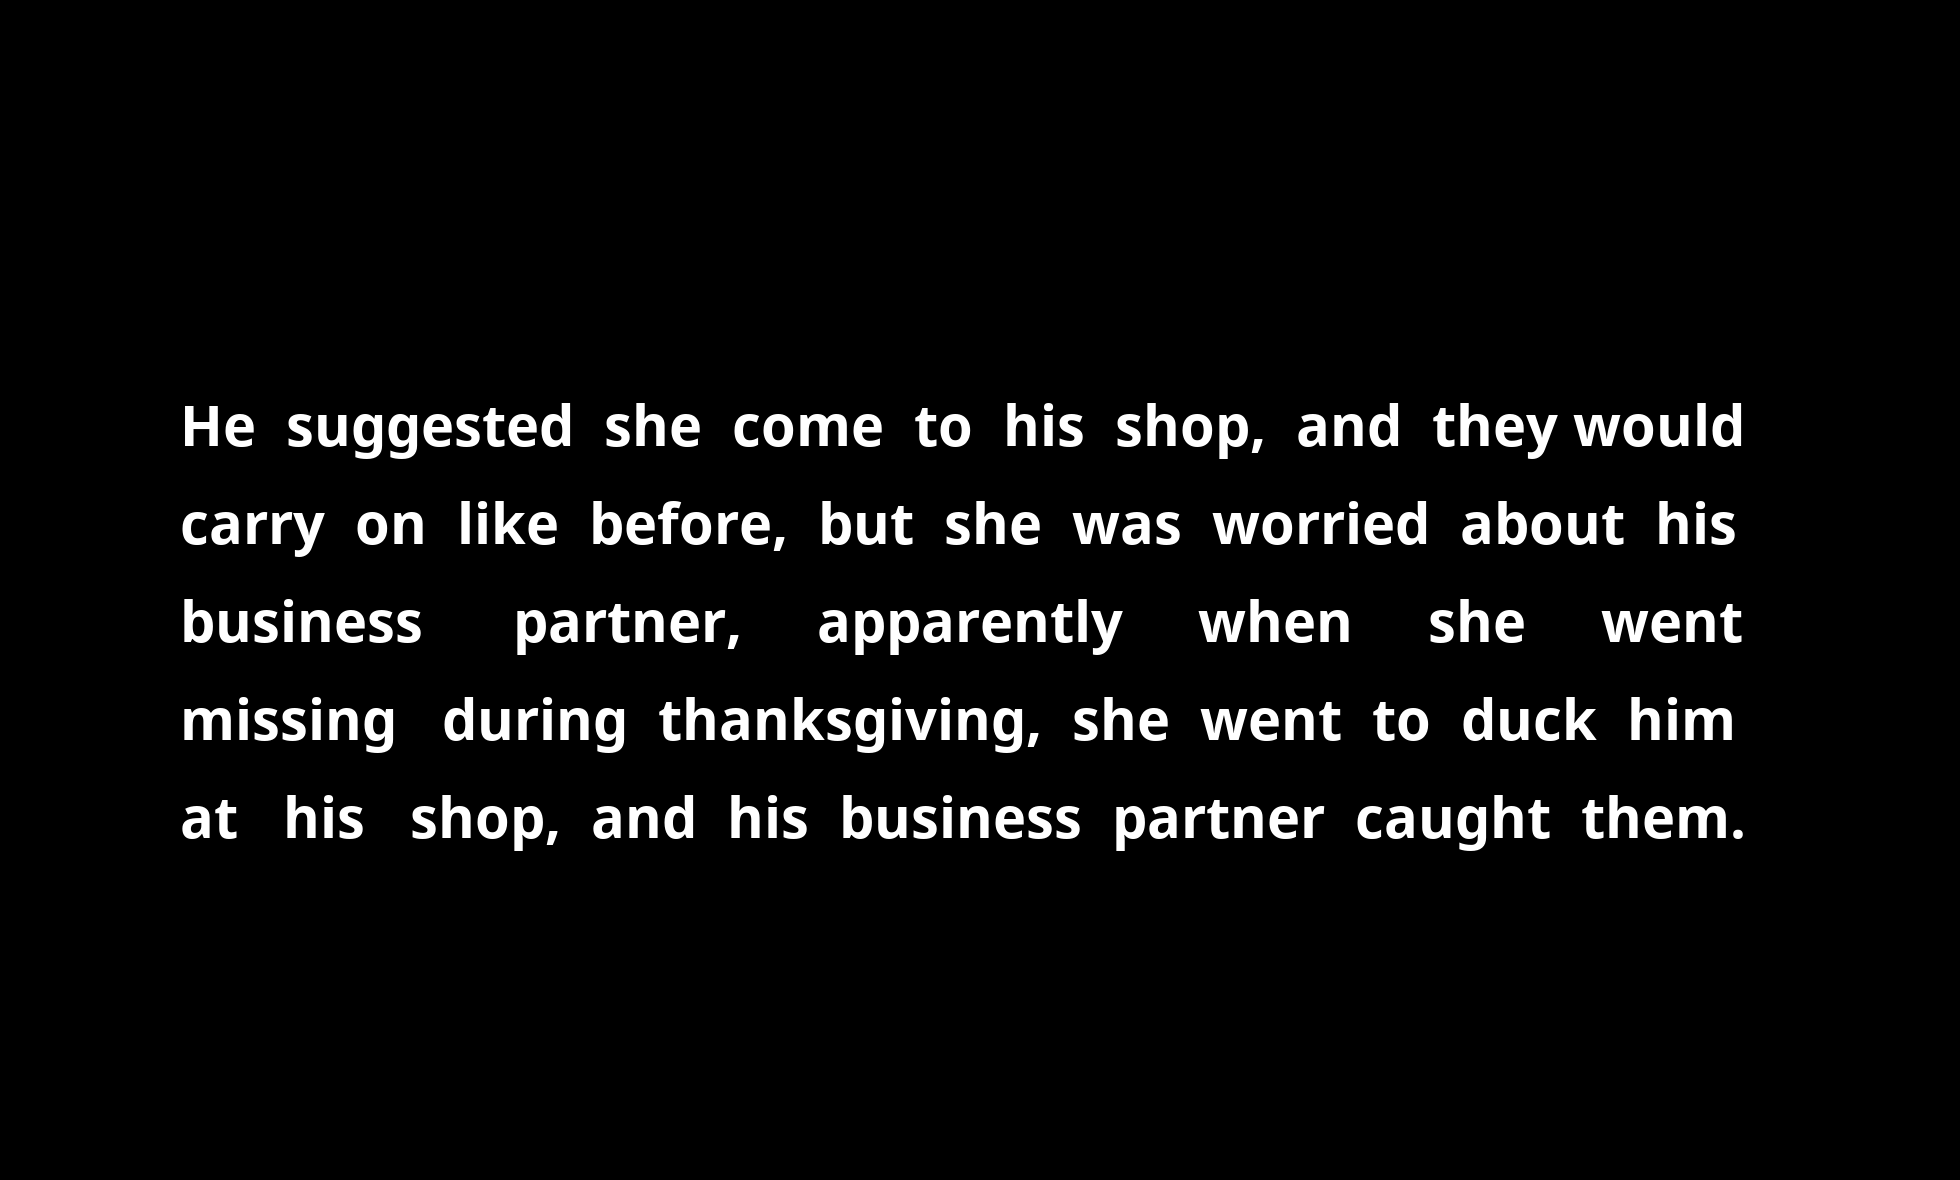 He suggested she come to his shop, and they would
carry on like before, but she was worried about his
business partner, apparently when she went
missing during thanksgiving, she went to duck him
at his shop, and his business partner caught them.